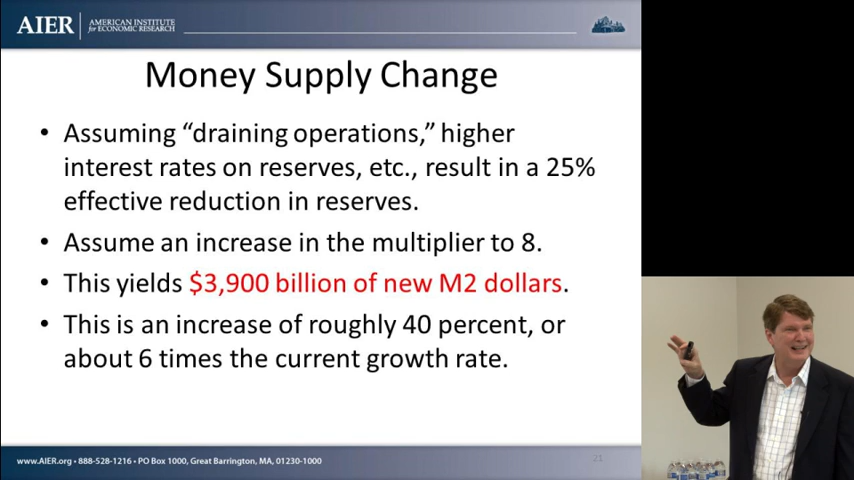 AIER
AMERICAN INSTITUTE
for ECONOMIC RESEARCH
Money Supply Change
• Assuming “draining operations,” higher
interest rates on reserves, etc., result in a 25%
effective reduction in reserves.
• Assume an increase in the multiplier to 8.
• This yields $3,900 billion of new M2 dollars.
• This is an increase of roughly 40 percent, or
about 6 times the current growth rate.
www.AIER.org • 888-528-1216 • PO Box 1000, Great Barrington, MA, 01230-1000
21